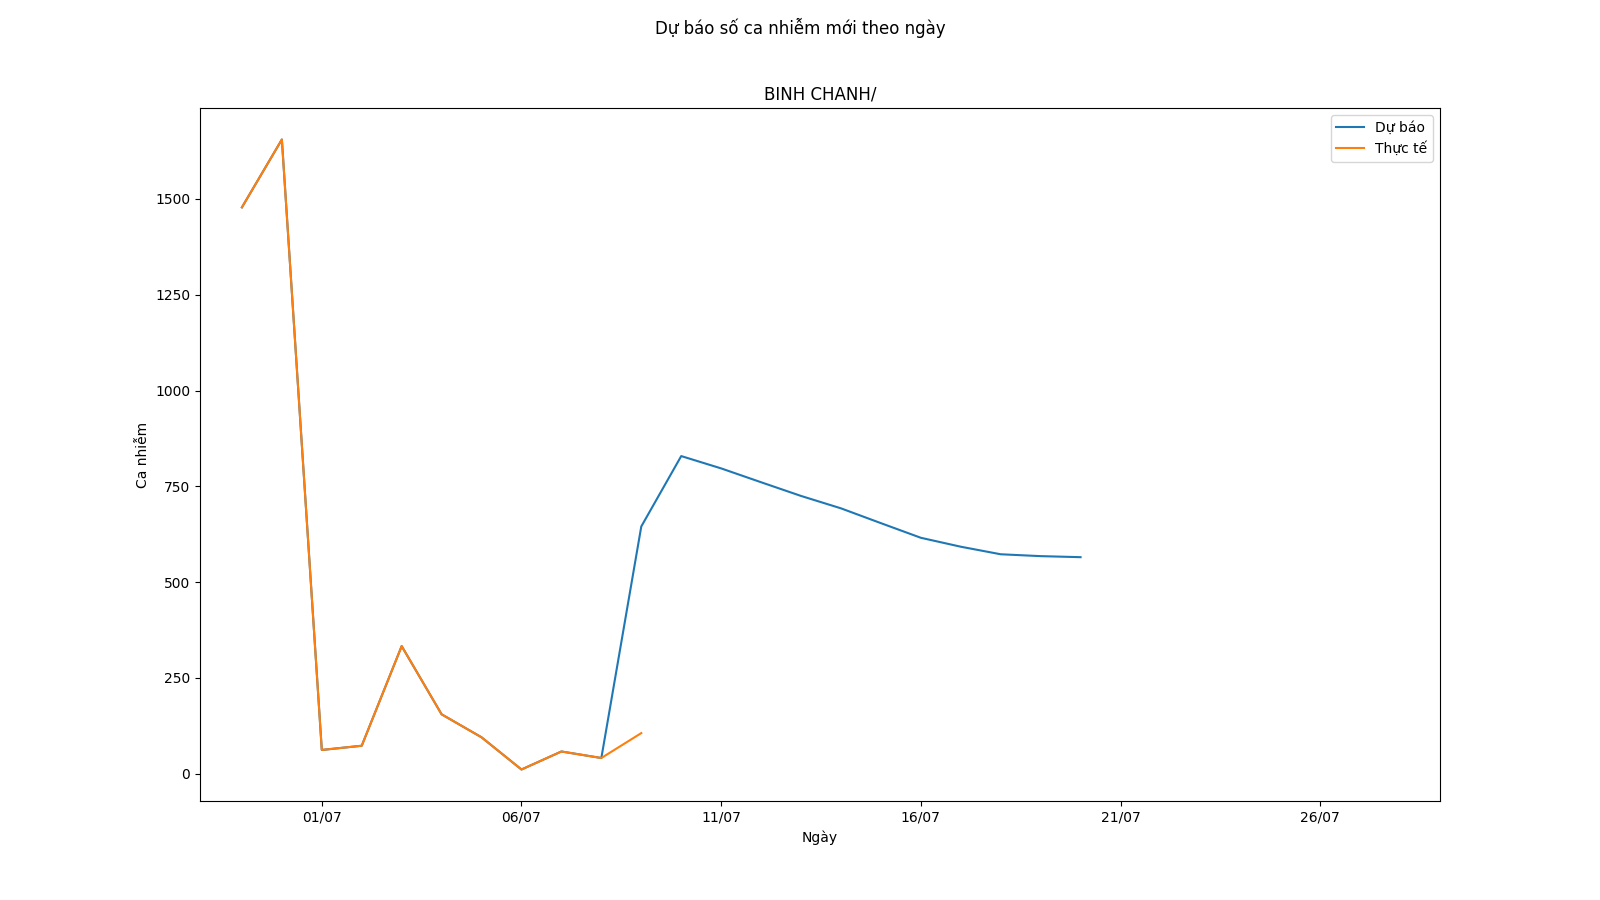 Dự báo số ca nhiễm mới theo ngày
BINH CHANH/
Dự báo
Thực tế
1500
1250
1000
750
500
250
0
Ca nhiễm
01/07
06/07
11/07
16/07
21/07
26/07
Ngày